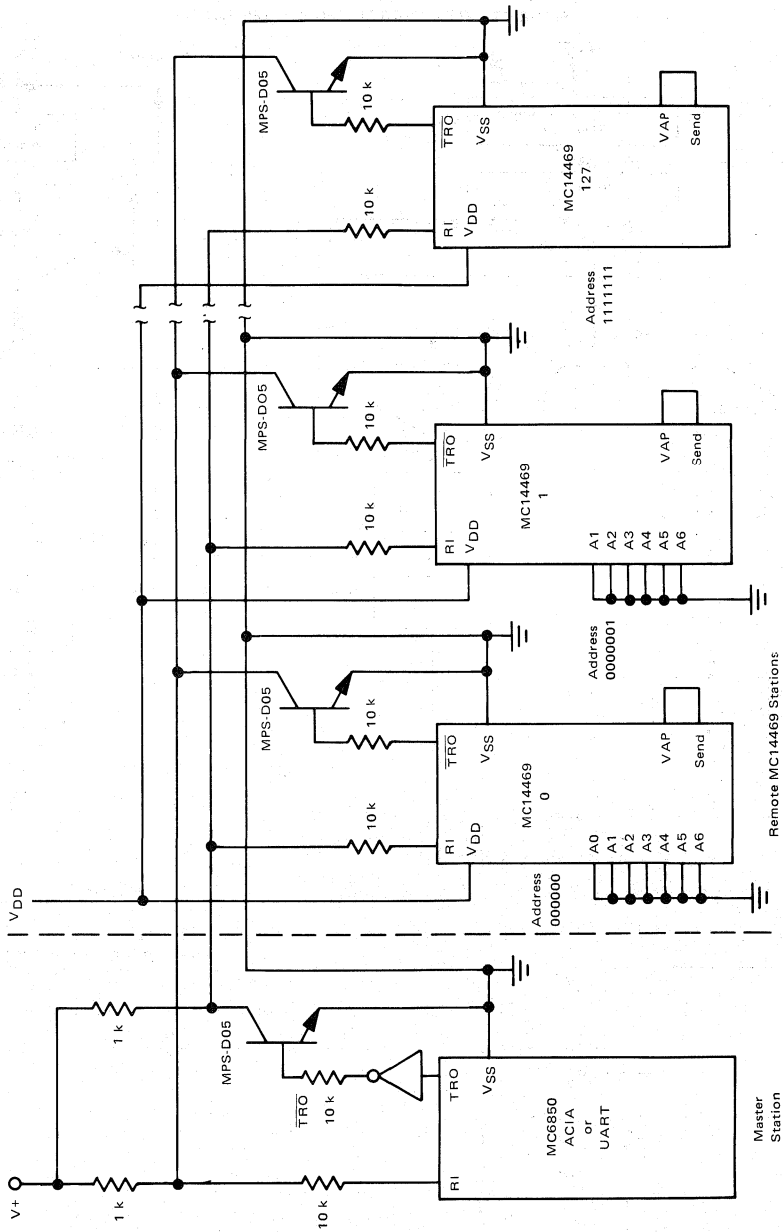 V+
1 k
1 k
10 k
MPS-D05
TRO
10 k
RI
TRO
VSS
MC6850
ACIA
or
UART
Master
Station
VDD
MPS-D05
10 k
10 k
RI
VDD
TRO
VSS
MC14469
0
Address
000000
A0
A1
A2
A3
A4
A5
A6
VAP
Send
MPS-DO5
10 k
10 k
RI
VDD
TRO
VSS
MC14469
1
Address
0000001
A1
A2
A3
A4
A5
A6
VAP
Send
MPS-D05
10 k
10 k
RI
VDD
TRO
VSS
MC14469
127
Address
1111111
VAP
Send
Remote MC14469 Stations